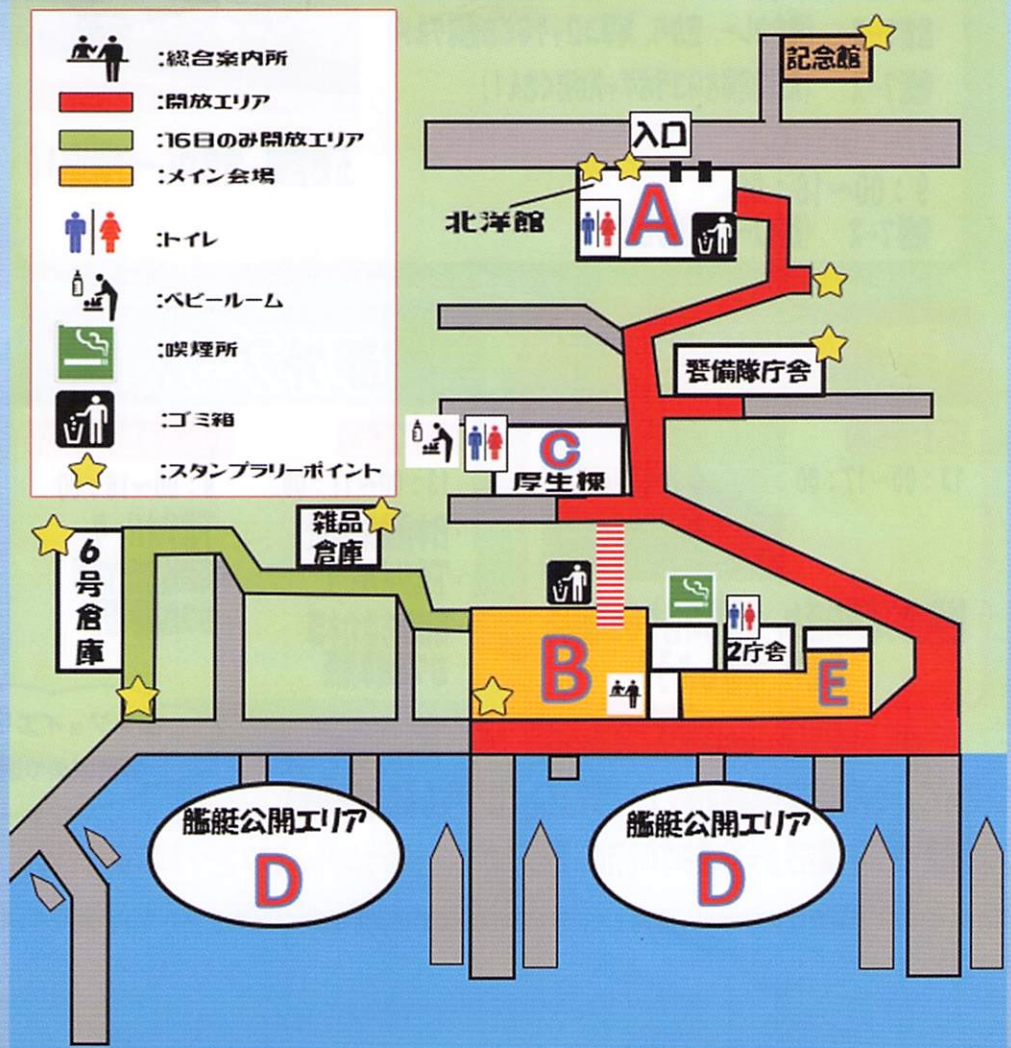 :総合案内所
:開放エリア
:16日のみ開放エリア
:メイン会場
:トイレ
:ベビールーム
:喫煙所
:ゴミ箱
:スタンプラリーポイント
記念館
入口
A
北洋館
警備隊庁舎
C
厚生棟
雑品
倉庫
6号倉庫
B
2庁舎
E
艦艇公開エリア
D
艦艇公開エリア
D